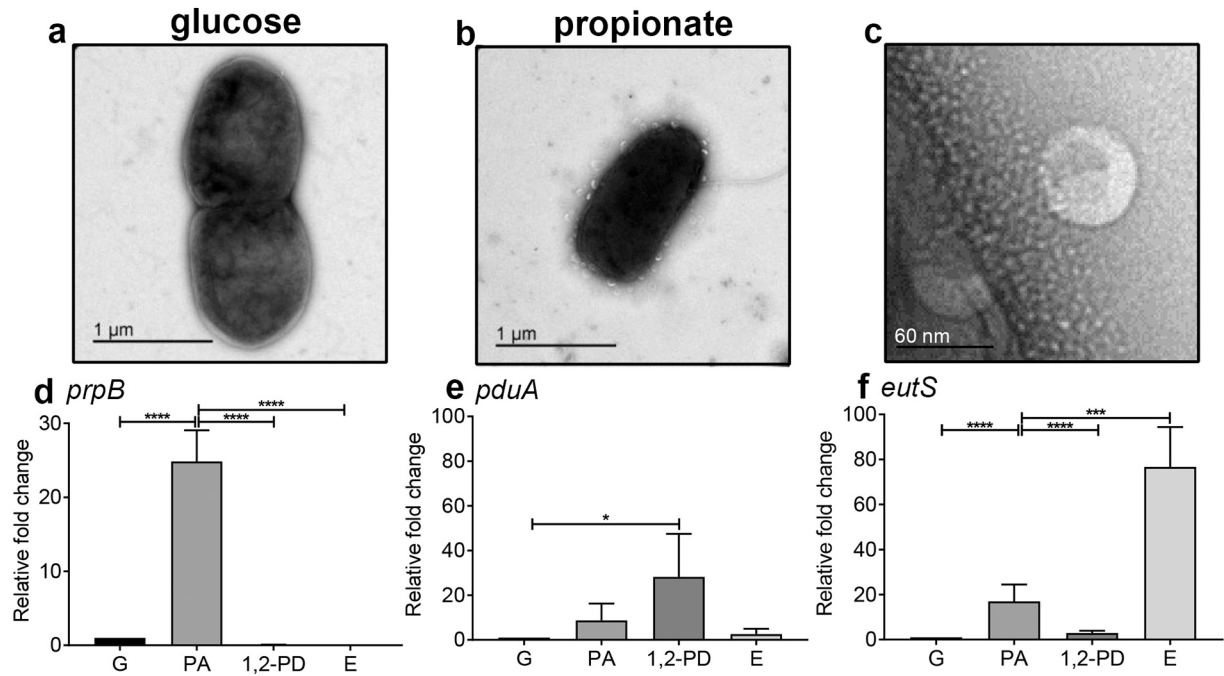 a glucose b propionate c
1 µm 1 µm 60 nm
d prpB e pduA f eutS
**** **** **** * **** **** ***
Relative fold change
30
20
10
0
G PA 1,2-PD E
Relative fold change
100
80
60
40
20
0
G PA 1,2-PD E
Relative fold change
100
80
60
40
20
0
G PA 1,2-PD E